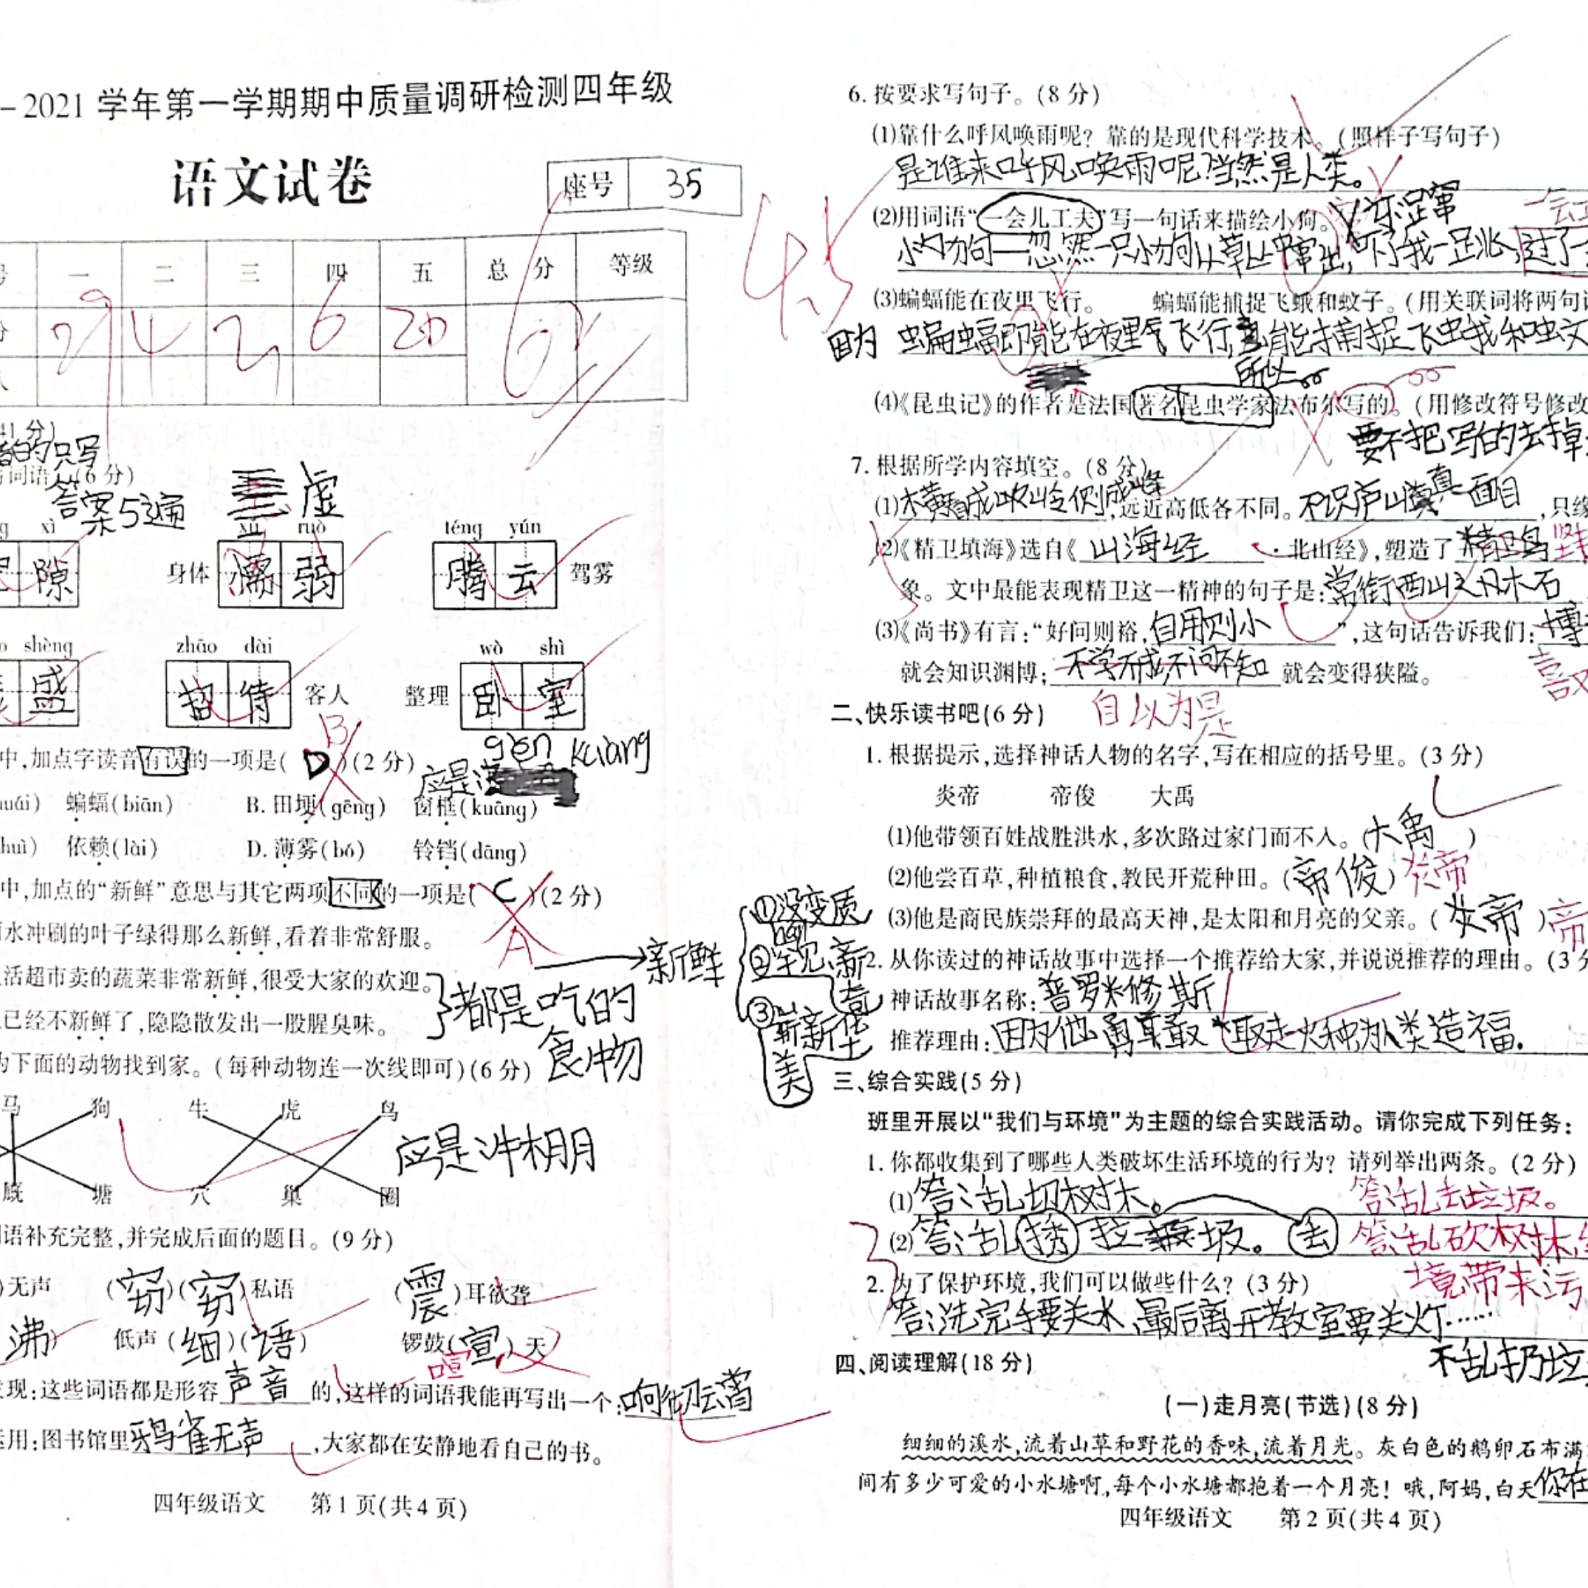 -2021 学年第一学期期中质量调研检测四年级
语文试卷
座号 35
一 二 三 四 五 总 分 等级
29 4 2 6 20
41 分)
的只写
词语。(6 分)
答案53通
虚
xì xū ruò téng yún
隙 身体 濡弱 腾云 驾雾
shèng zhāo dài wò shì
盛 招待 客人 整理 卧室
B
中,加点字读音有误的一项是( D )(2 分)
gěng kuàng
应是
huái) 蝙蝠(biān) B. 田埂(gēng) 窗框(kuāng)
huì) 依赖(lài) D. 薄雾(bó) 铃铛(dāng)
中,加点的“新鲜”意思与其它两项不同的一项是( C )(2 分)
A
雨水冲刷的叶子绿得那么新鲜,看着非常舒服。
活超市卖的蔬菜非常新鲜,很受大家的欢迎。
已经不新鲜了,隐隐散发出一股腥臭味。
都是吃的
食物
新鲜
①没变质
②罕见新
③崭新华
美
为下面的动物找到家。(每种动物连一次线即可)(6 分)
马 狗 牛 虎 鸟
厩 塘 穴 巢 圈
应是冲棚
语补充完整,并完成后面的题目。(9 分)
)无声 (窃)(窃)私语 (震)耳欲聋
沸) 低声(细)(语) 锣鼓(宣)天
喧
发现:这些词语都是形容 声音 的,这样的词语我能再写出一个:响彻云霄
运用:图书馆里 鸦雀无声 ,大家都在安静地看自己的书。
四年级语文 第 1 页(共 4 页)
6. 按要求写句子。(8 分)
4.5
⑴靠什么呼风唤雨呢? 靠的是现代科学技术。(照样子写句子)
是谁来呼风唤雨呢?当然是人类。
⑵用词语“一会儿工夫”写一句话来描绘小狗。
小狗狗一忽然一只小狗从草丛中窜出,吓我一跳,过了一
⑶蝙蝠能在夜里飞行。 蝙蝠能捕捉飞蛾和蚊子。(用关联词将两句
因为 蝙蝠即能在夜里飞行,能捕捉飞蛾和蚊
所以
⑷《昆虫记》的作者是法国著名昆虫学家法布尔写的。(用修改符号修改
要不把写的去掉
7. 根据所学内容填空。(8 分)
⑴横看成岭侧成峰,远近高低各不同。不识庐山真面目,只缘
⑵《精卫填海》选自《 山海经 ·北山经》,塑造了 精卫鸟
象。文中最能表现精卫这一精神的句子是:常衔西山之木石
⑶《尚书》有言:“好问则裕,自用则小”,这句话告诉我们:博
就会知识渊博; 不学不成不问不知 就会变得狭隘。
自以为是
二、快乐读书吧(6 分)
1. 根据提示,选择神话人物的名字,写在相应的括号里。(3 分)
炎帝 帝俊 大禹
⑴他带领百姓战胜洪水,多次路过家门而不入。(大禹 )
⑵他尝百草,种植粮食,教民开荒种田。(帝俊)炎帝
⑶他是商民族崇拜的最高天神,是太阳和月亮的父亲。( 炎帝 )帝
2. 从你读过的神话故事中选择一个推荐给大家,并说说推荐的理由。(3 分
神话故事名称:普罗米修斯
推荐理由:因为他勇敢取走火种为人类造福.
三、综合实践(5 分)
班里开展以“我们与环境”为主题的综合实践活动。请你完成下列任务:
1. 你都收集到了哪些人类破坏生活环境的行为? 请列举出两条。(2 分)
⑴答:乱切树木。 答:乱去垃圾。
⑵答:乱 垃圾。 去 答:乱砍树木
境带来污
2. 为了保护环境,我们可以做些什么? (3 分)
3
答:洗完手要关水,最后离开教室要关灯……
不乱扔垃
四、阅读理解(18 分)
(一)走月亮(节选)(8 分)
细细的溪水,流着山草和野花的香味,流着月光。灰白色的鹅卵石布满
间有多少可爱的小水塘啊,每个小水塘都抱着一个月亮! 哦,阿妈,白天你在
四年级语文 第 2 页(共 4 页)